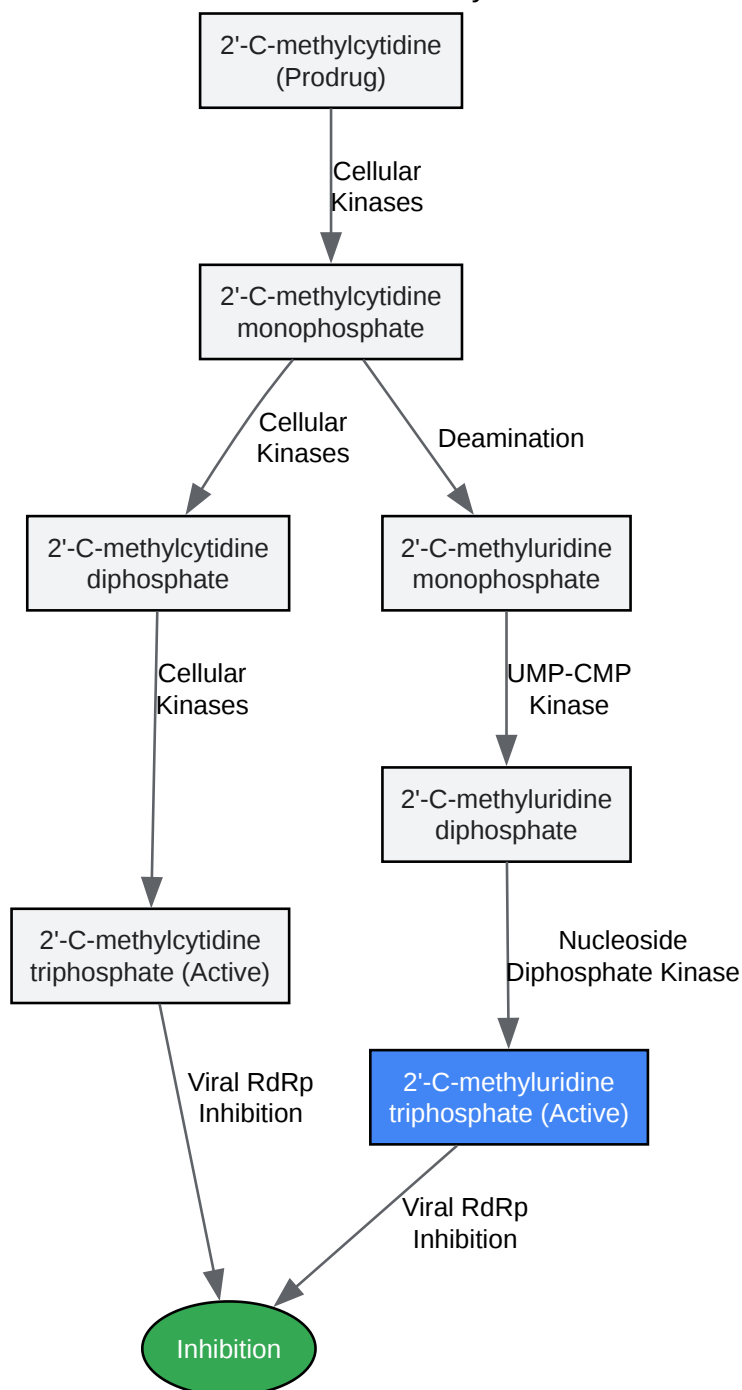 2'-C-methylcytidine
(Prodrug)
Cellular
Kinases
2'-C-methylcytidine
monophosphate
Cellular
Kinases
Deamination
2'-C-methylcytidine
diphosphate
2'-C-methyluridine
monophosphate
Cellular
Kinases
UMP-CMP
Kinase
2'-C-methyluridine
diphosphate
2'-C-methylcytidine
triphosphate (Active)
Nucleoside
Diphosphate Kinase
2'-C-methyluridine
triphosphate (Active)
Viral RdRp
Inhibition
Viral RdRp
Inhibition
Inhibition